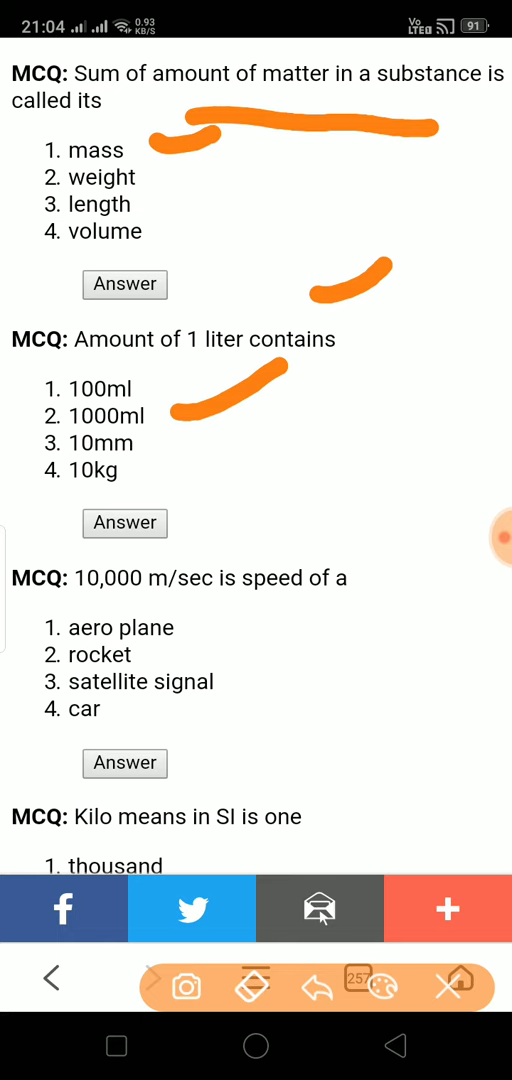 21:04
0.93
KB/S
Vo
LTE
91
MCQ: Sum of amount of matter in a substance is
called its
1. mass
2. weight
3. length
4. volume
Answer
MCQ: Amount of 1 liter contains
1. 100ml
2. 1000ml
3. 10mm
4. 10kg
Answer
MCQ: 10,000 m/sec is speed of a
1. aero plane
2. rocket
3. satellite signal
4. car
Answer
MCQ: Kilo means in SI is one
1. thousand
257